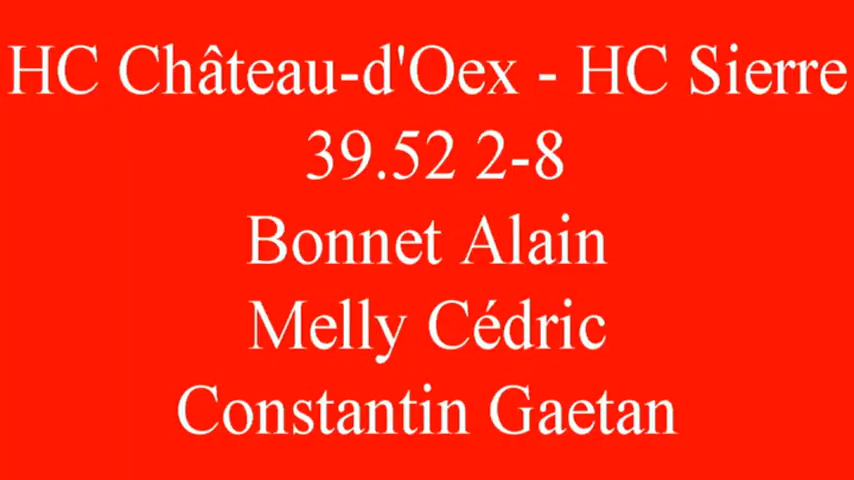 HC Château-d'Oex - HC Sierre
39.52 2-8
Bonnet Alain
Melly Cédric
Constantin Gaetan